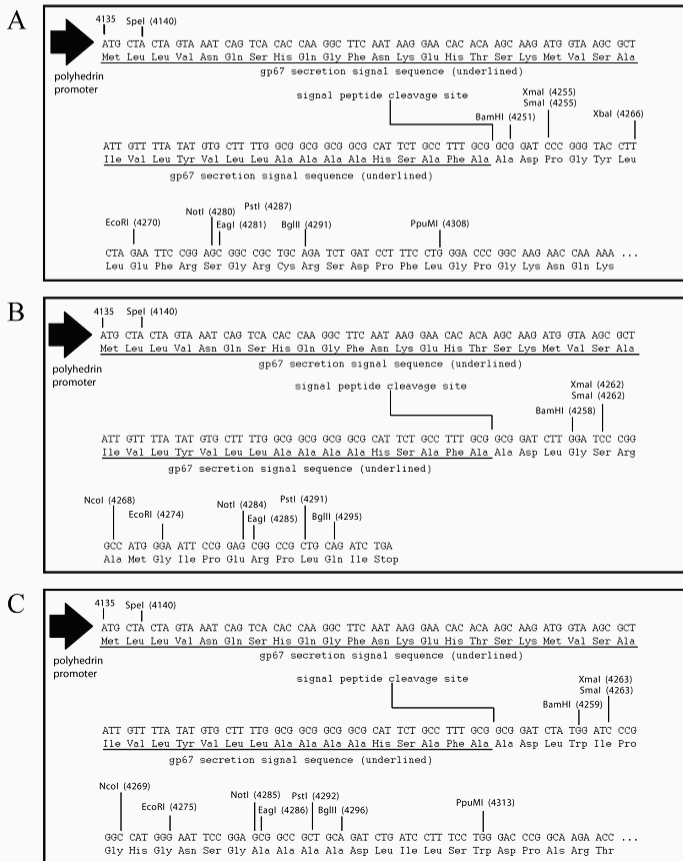 A
4135 SpeI (4140)
ATG CTA CTA GTA AAT CAG TCA CAC CAA GGC TTC AAT AAG GAA CAC ACA AGC AAG ATG GTA AGC GCT
Met Leu Leu Val Asn Gln Ser His Gln Gly Phe Asn Lys Glu His Thr Ser Lys Met Val Ser Ala
polyhedrin
promoter
gp67 secretion signal sequence (underlined)
signal peptide cleavage site
XmaI (4255)
SmaI (4255)
BamHI (4251)
XbaI (4266)
ATT GTT TTA TAT GTG CTT TTG GCG GCG GCG GCG CAT TCT GCC TTT GCG GCG GAT CCC GGG TAC CTT
Ile Val Leu Tyr Val Leu Leu Ala Ala Ala Ala His Ser Ala Phe Ala Ala Asp Pro Gly Tyr Leu
gp67 secretion signal sequence (underlined)
EcoRI (4270)
NotI (4280)
EagI (4281)
PstI (4287)
BglII (4291)
PpuMI (4308)
CTA GAA TTC CGG AGC GGC CGC TGC AGA TCT GAT CCT TTC CTG GGA CCC GGC AAG AAC CAA AAA ...
Leu Glu Phe Arg Ser Gly Arg Cys Arg Ser Asp Pro Phe Leu Gly Pro Gly Lys Asn Gln Lys
B
4135 SpeI (4140)
ATG CTA CTA GTA AAT CAG TCA CAC CAA GGC TTC AAT AAG GAA CAC ACA AGC AAG ATG GTA AGC GCT
Met Leu Leu Val Asn Gln Ser His Gln Gly Phe Asn Lys Glu His Thr Ser Lys Met Val Ser Ala
polyhedrin
promoter
gp67 secretion signal sequence (underlined)
signal peptide cleavage site
XmaI (4262)
SmaI (4262)
BamHI (4258)
ATT GTT TTA TAT GTG CTT TTG GCG GCG GCG GCG CAT TCT GCC TTT GCG GCG GAT CTT GGA TCC CGG
Ile Val Leu Tyr Val Leu Leu Ala Ala Ala Ala His Ser Ala Phe Ala Ala Asp Leu Gly Ser Arg
gp67 secretion signal sequence (underlined)
NcoI (4268)
EcoRI (4274)
NotI (4284)
EagI (4285)
PstI (4291)
BglII (4295)
GCC ATG GGA ATT CCG GAG CGG CCG CTG CAG ATC TGA
Ala Met Gly Ile Pro Glu Arg Pro Leu Gln Ile Stop
C
4135 SpeI (4140)
ATG CTA CTA GTA AAT CAG TCA CAC CAA GGC TTC AAT AAG GAA CAC ACA AGC AAG ATG GTA AGC GCT
Met Leu Leu Val Asn Gln Ser His Gln Gly Phe Asn Lys Glu His Thr Ser Lys Met Val Ser Ala
polyhedrin
promoter
gp67 secretion signal sequence (underlined)
signal peptide cleavage site
XmaI (4263)
SmaI (4263)
BamHI (4259)
ATT GTT TTA TAT GTG CTT TTG GCG GCG GCG GCG CAT TCT GCC TTT GCG GCG GAT CTA TGG ATC CCG
Ile Val Leu Tyr Val Leu Leu Ala Ala Ala Ala His Ser Ala Phe Ala Ala Asp Leu Trp Ile Pro
gp67 secretion signal sequence (underlined)
NcoI (4269)
EcoRI (4275)
NotI (4285)
EagI (4286)
PstI (4292)
BglII (4296)
PpuMI (4313)
GGC CAT GGG AAT TCC GGA GCG GCC GCT GCA GAT CTG ATC CTT TCC TGG GAC CCG GCA AGA ACC ...
Gly His Gly Asn Ser Gly Ala Ala Ala Ala Asp Leu Ile Leu Ser Trp Asp Pro Als Arg Thr